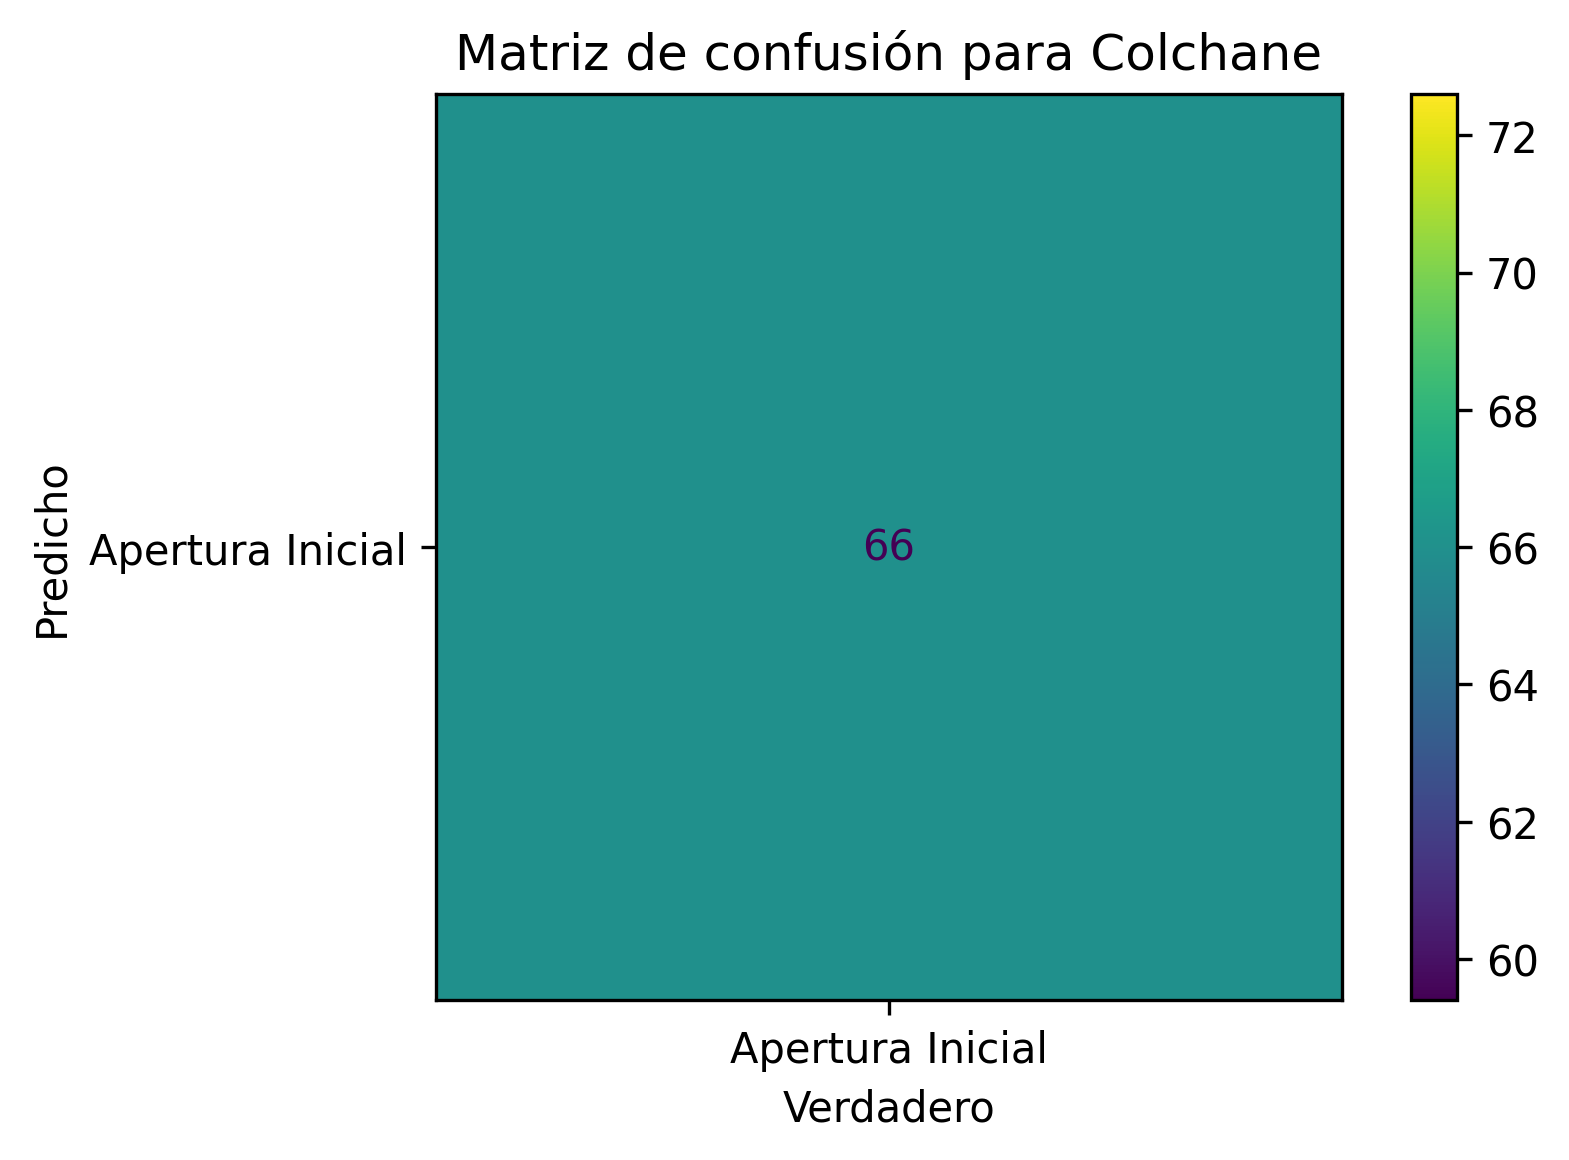 Matriz de confusión para Colchane
Predicho
Apertura Inicial
66
Apertura Inicial
Verdadero
72
70
68
66
64
62
60